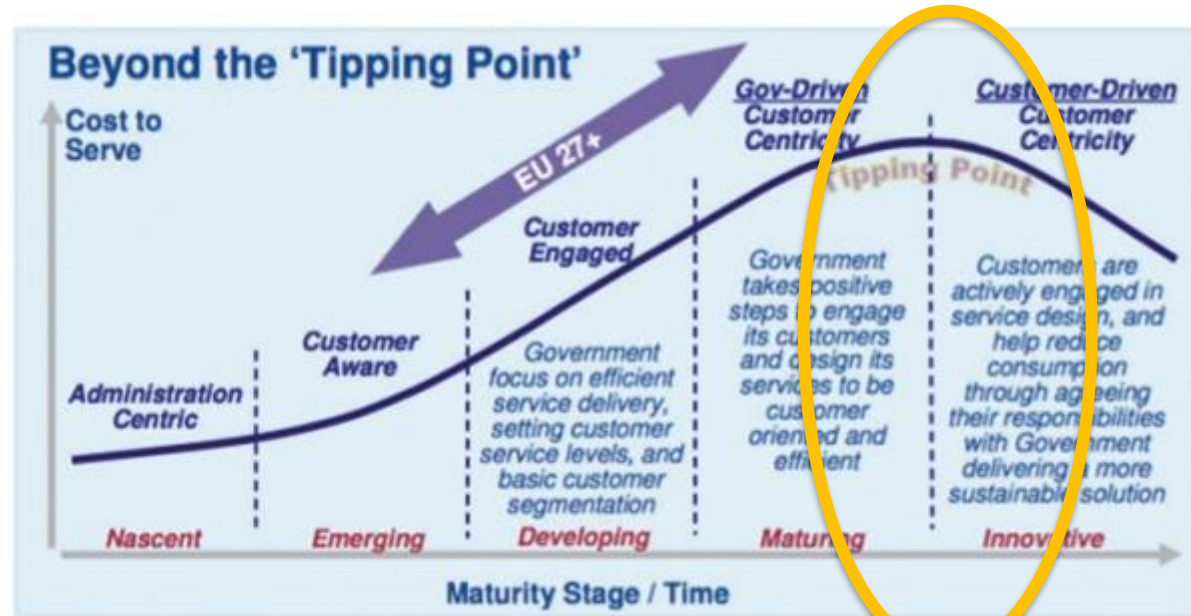 Beyond the 'Tipping Point'
Cost to
Serve
EU 27+
Gov-Driven
Customer
Centricity
Customer-Driven
Customer
Centricity
Tipping Point
Customer
Engaged
Customer
Aware
Administration
Centric
Government
focus on efficient
service delivery,
setting customer
service levels, and
basic customer
segmentation
Government
takes positive
steps to engage
its customers
and design its
services to be
customer
oriented and
efficient
Customers are
actively engaged in
service design, and
help reduce
consumption
through agreeing
their responsibilities
with Government
delivering a more
sustainable solution
Nascent
Emerging
Developing
Maturing
Innovative
Maturity Stage / Time